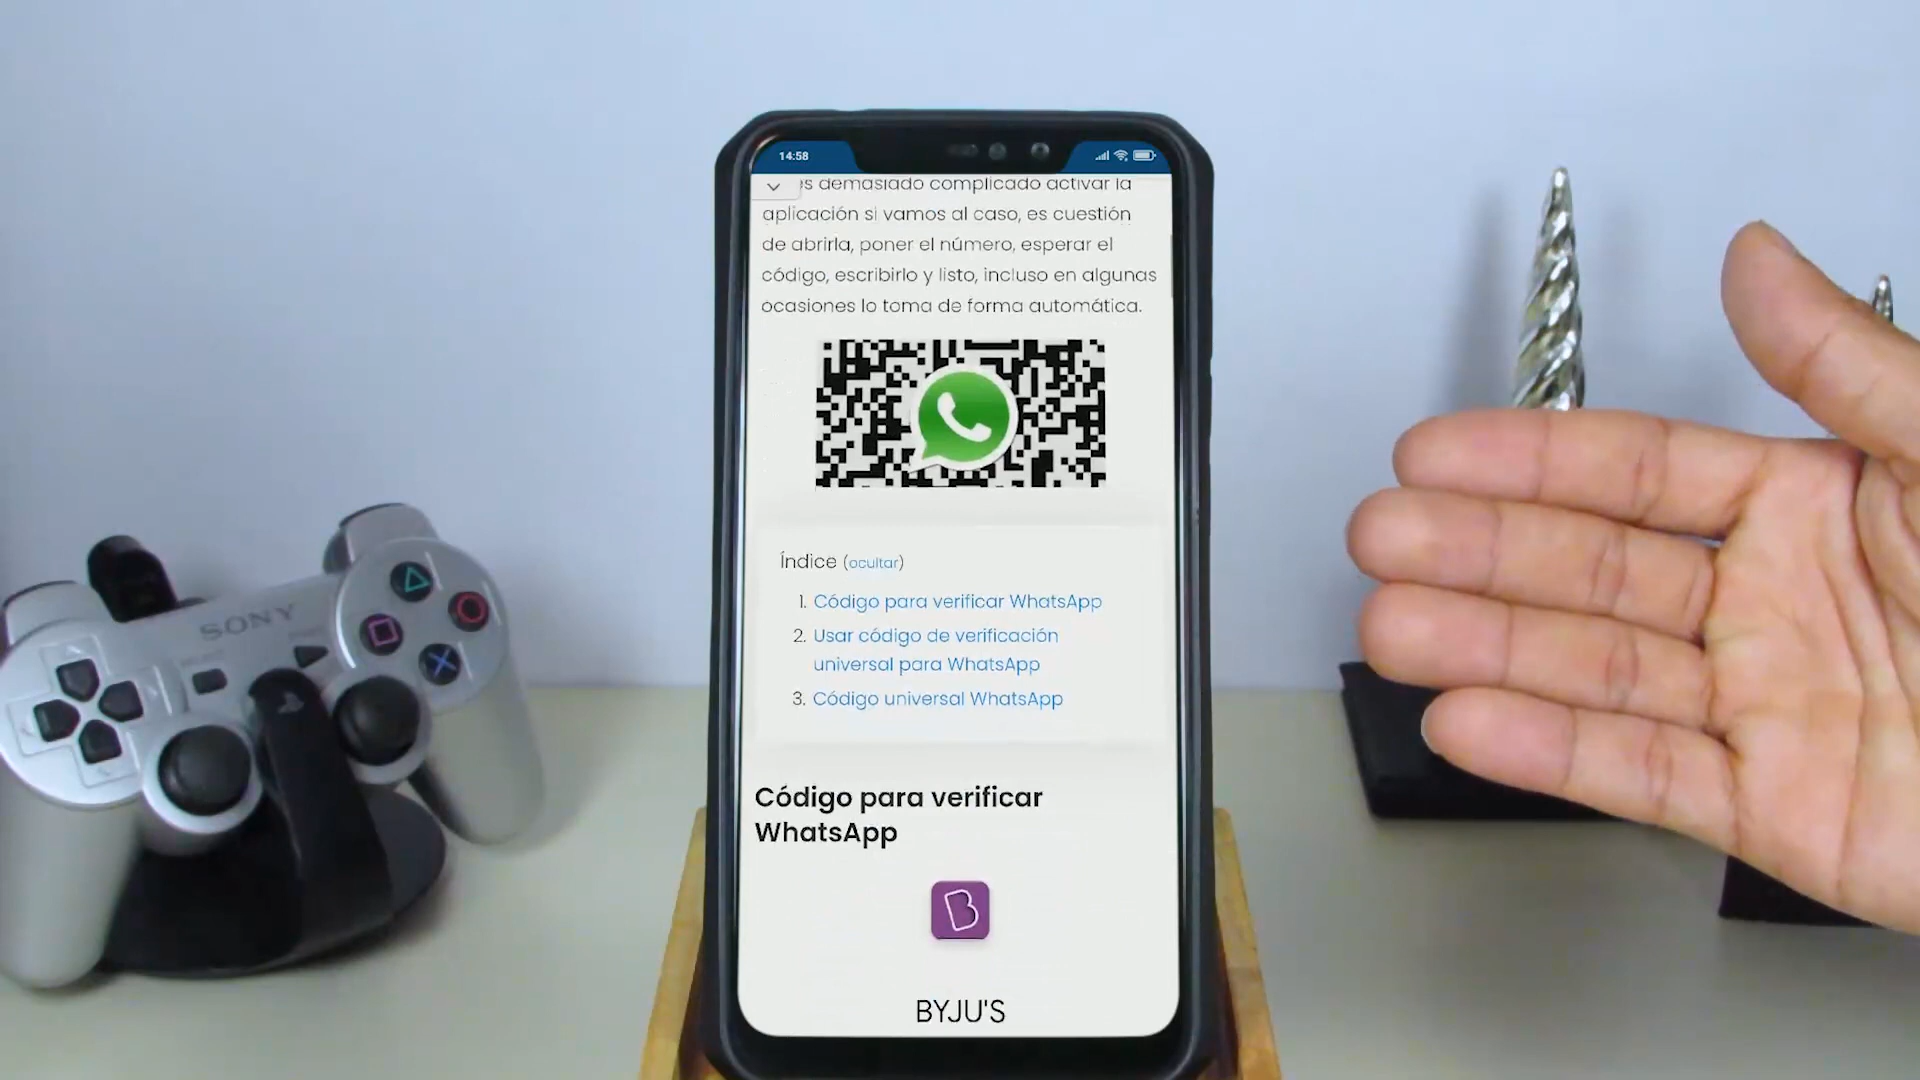 14:58
es demasiado complicado activar la
aplicación si vamos al caso, es cuestión
de abrirla, poner el número, esperar el
código, escribirlo y listo, incluso en algunas
ocasiones lo toma de forma automática.
Índice (ocultar)
1. Código para verificar WhatsApp
2. Usar código de verificación
universal para WhatsApp
3. Código universal WhatsApp
Código para verificar
WhatsApp
BYJU'S
SONY